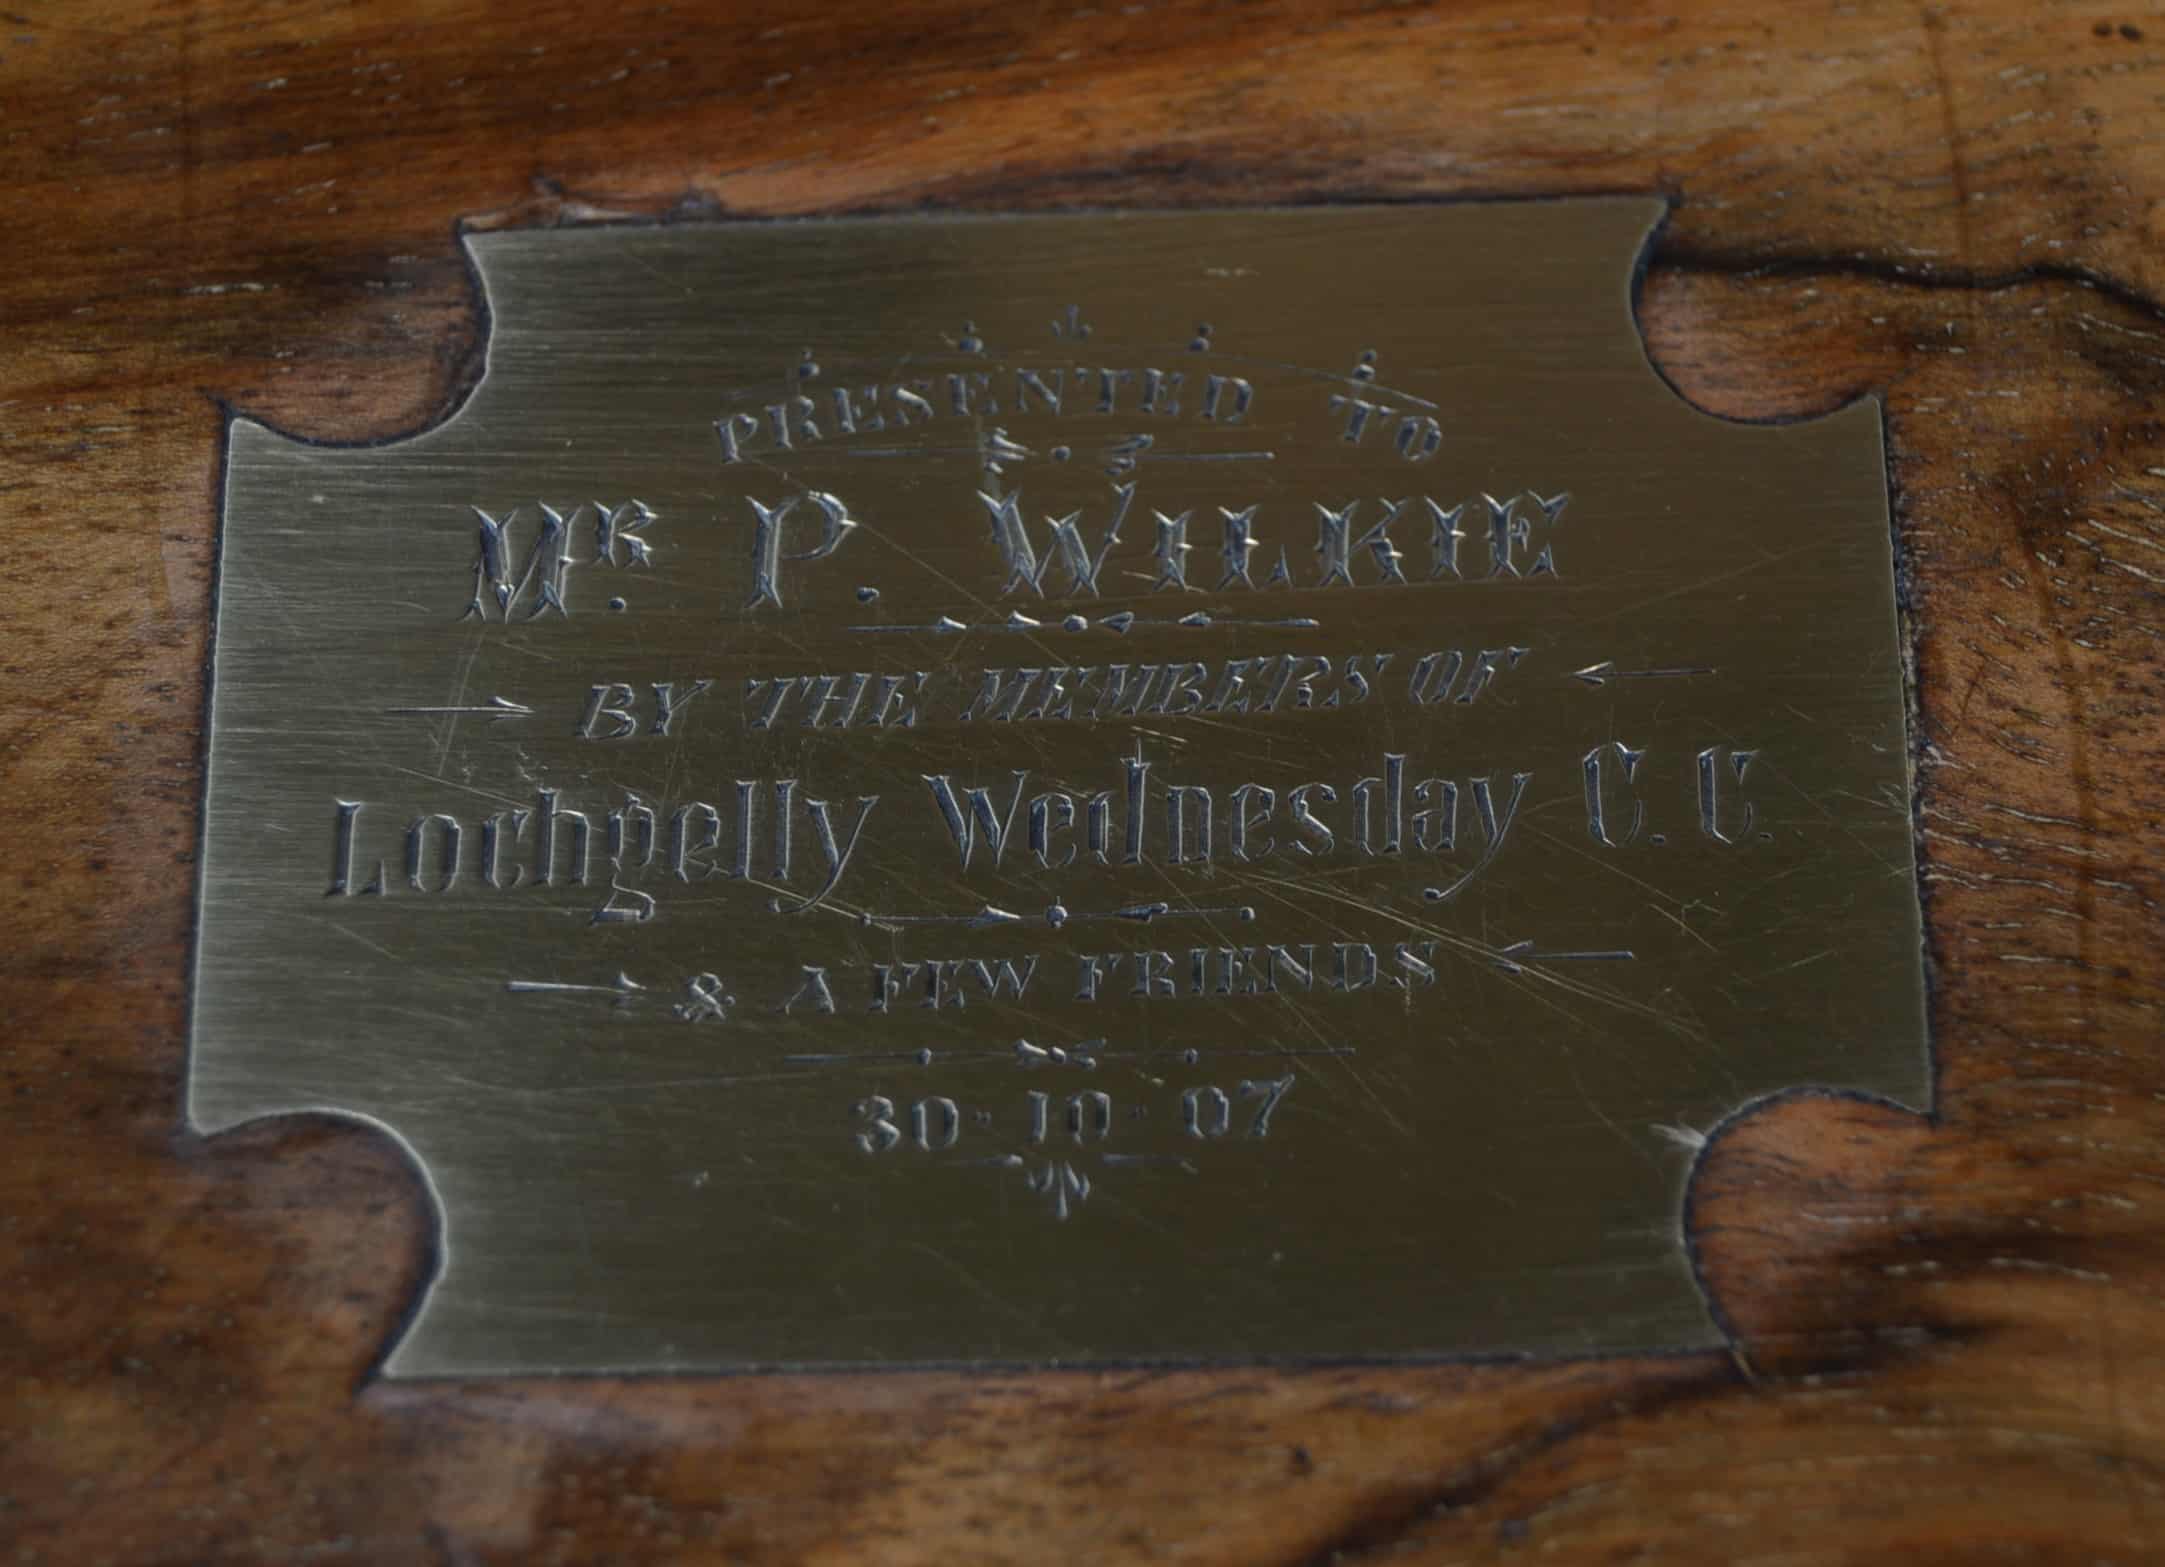 PRESENTED TO
MR. P. WILKIE
BY THE MEMBERS OF
Lochgelly Wednesday C. C.
& A FEW FRIENDS
30·10·07